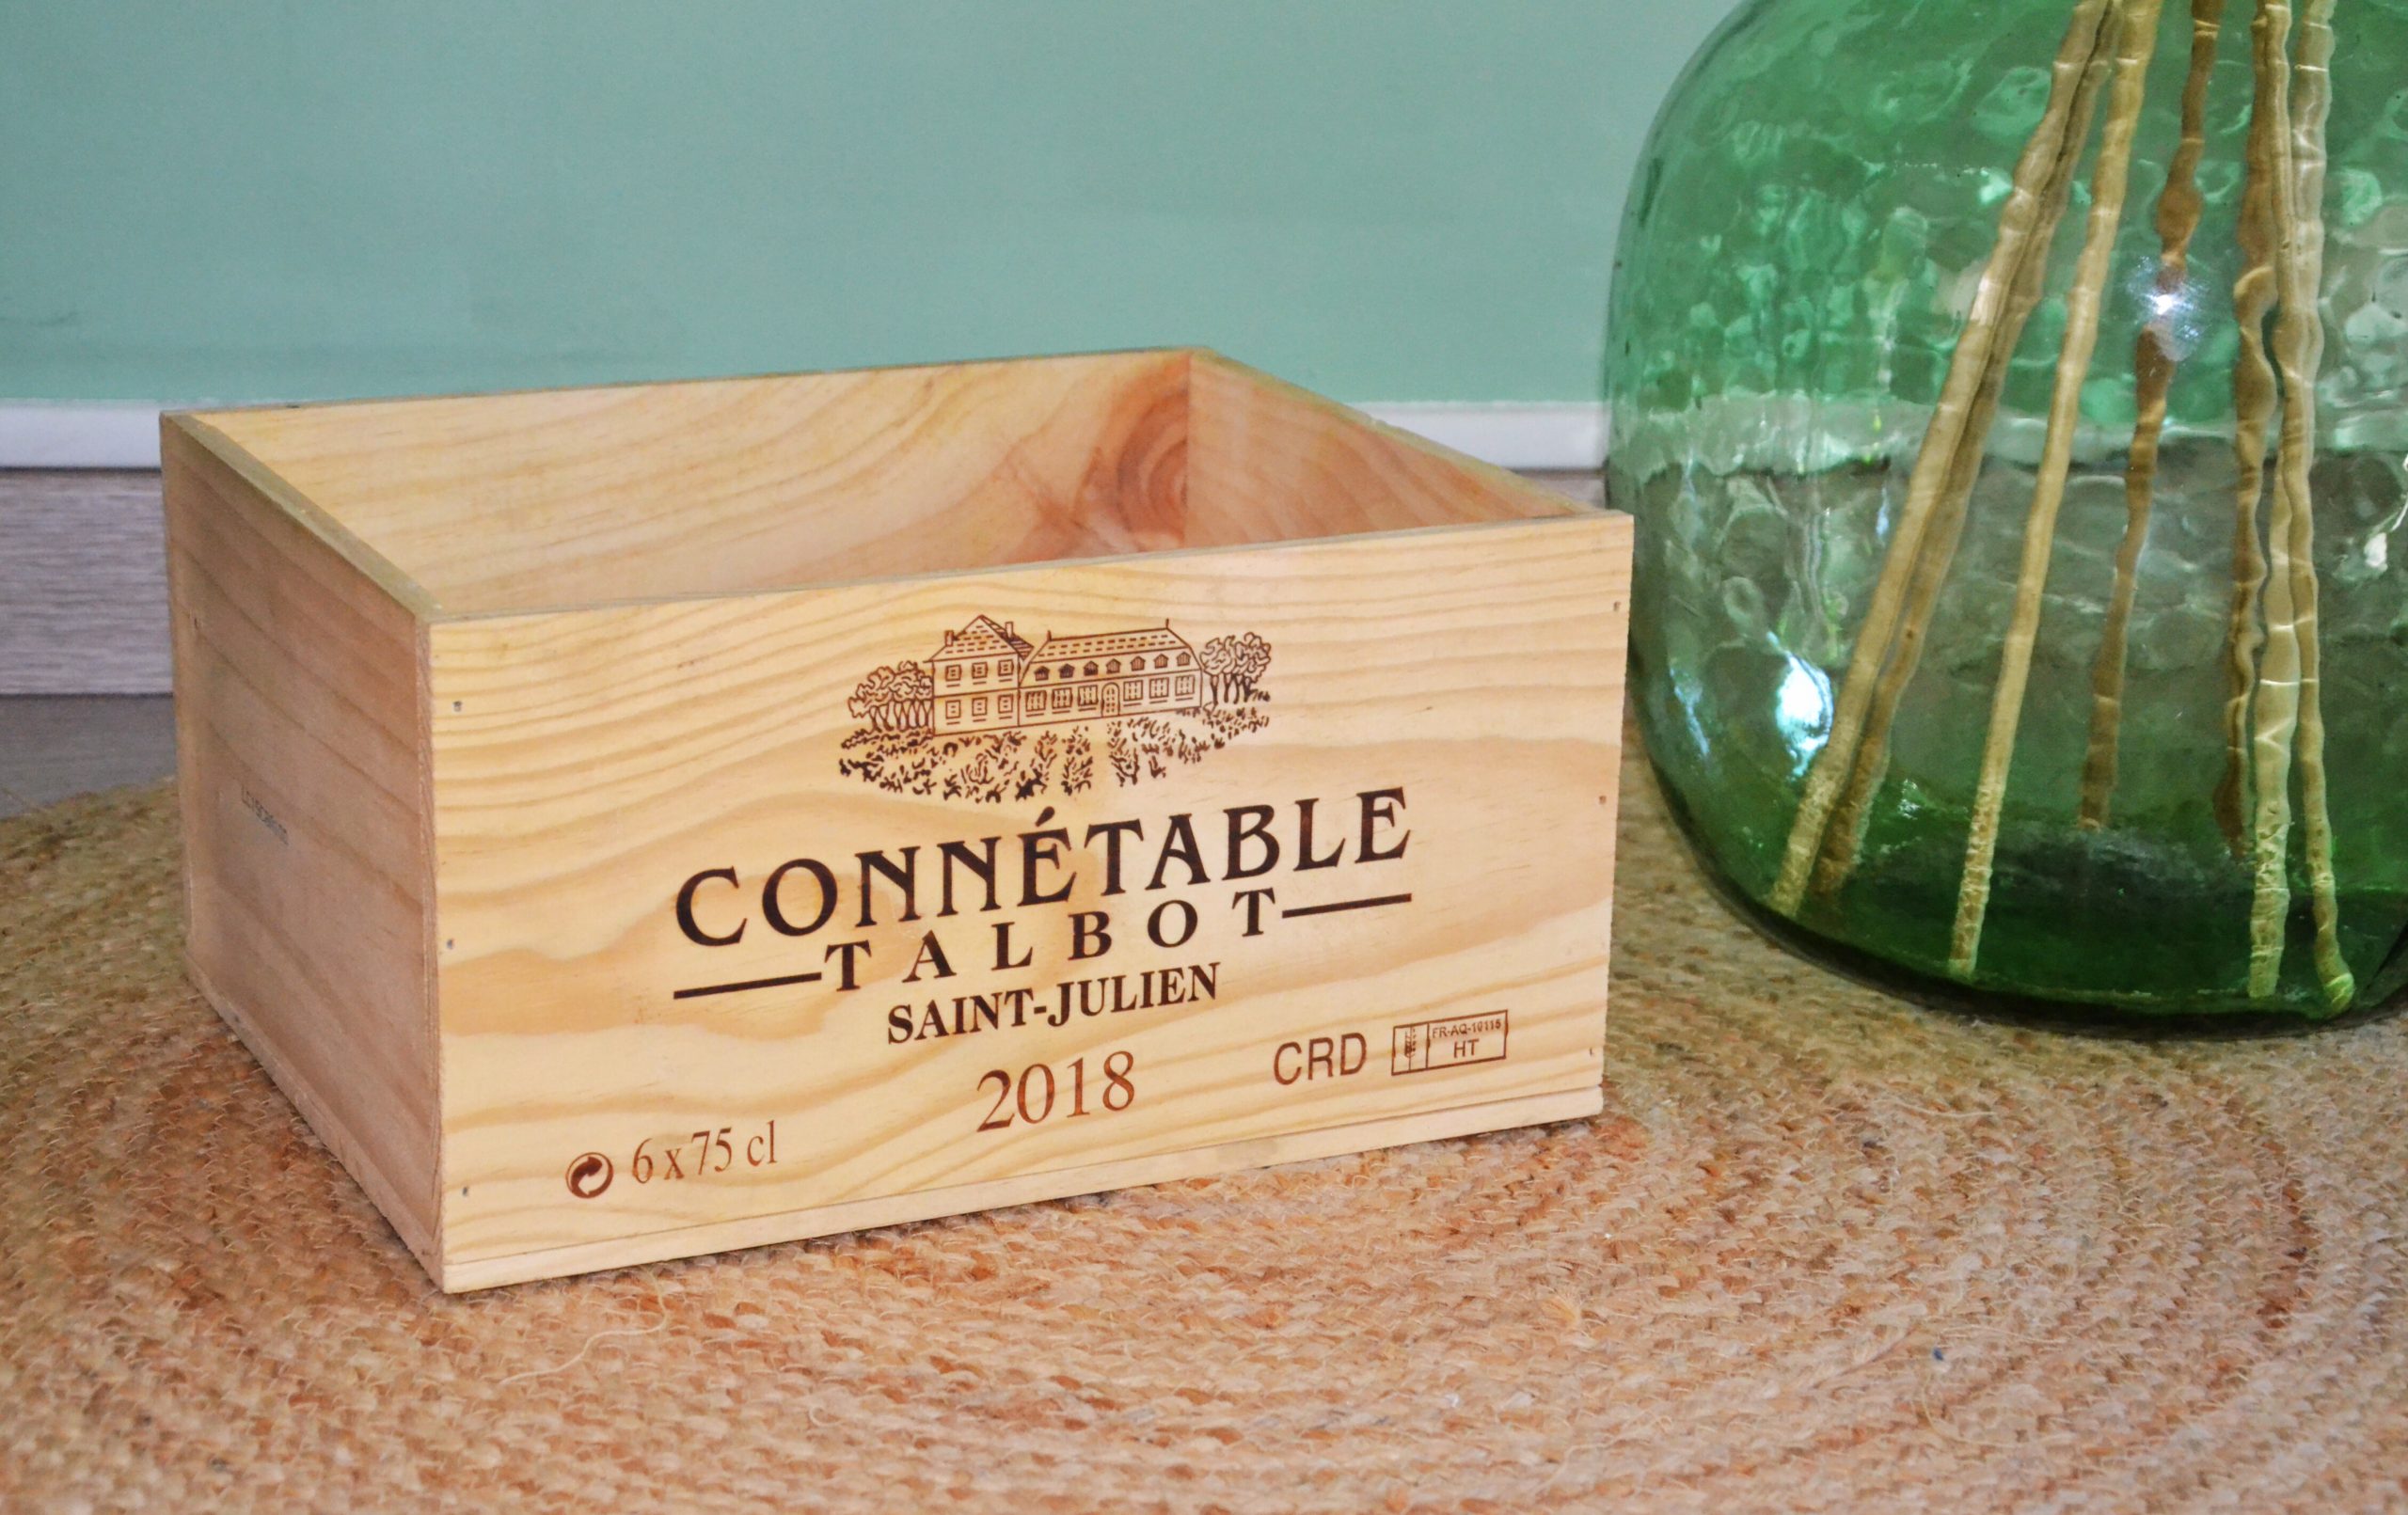 CONNÉTABLE
TALBOT
SAINT-JULIEN
2018
CRD
FR-AQ-10115
HT
6 x 75 cl